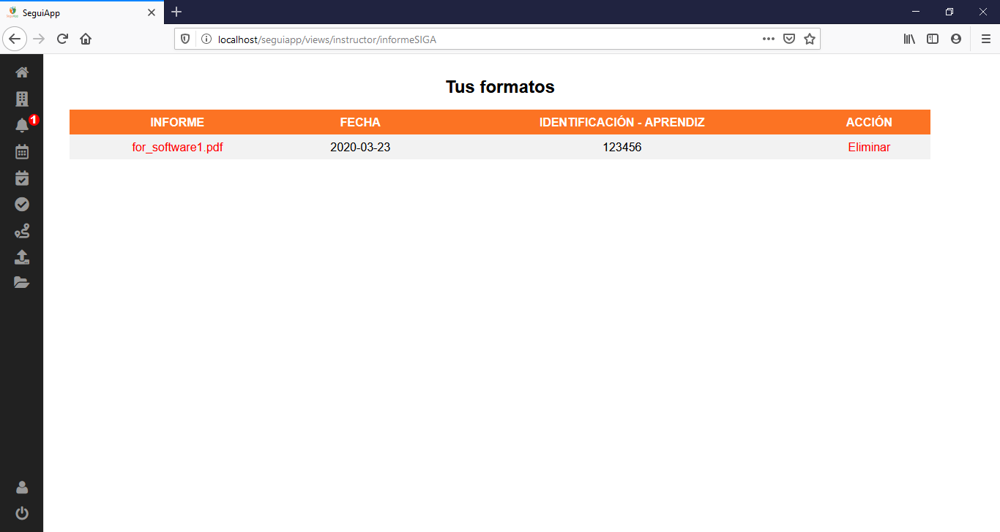 SeguiApp
localhost/seguiapp/views/instructor/informeSIGA
1
Tus formatos
INFORME FECHA IDENTIFICACIÓN - APRENDIZ ACCIÓN
for_software1.pdf 2020-03-23 123456 Eliminar